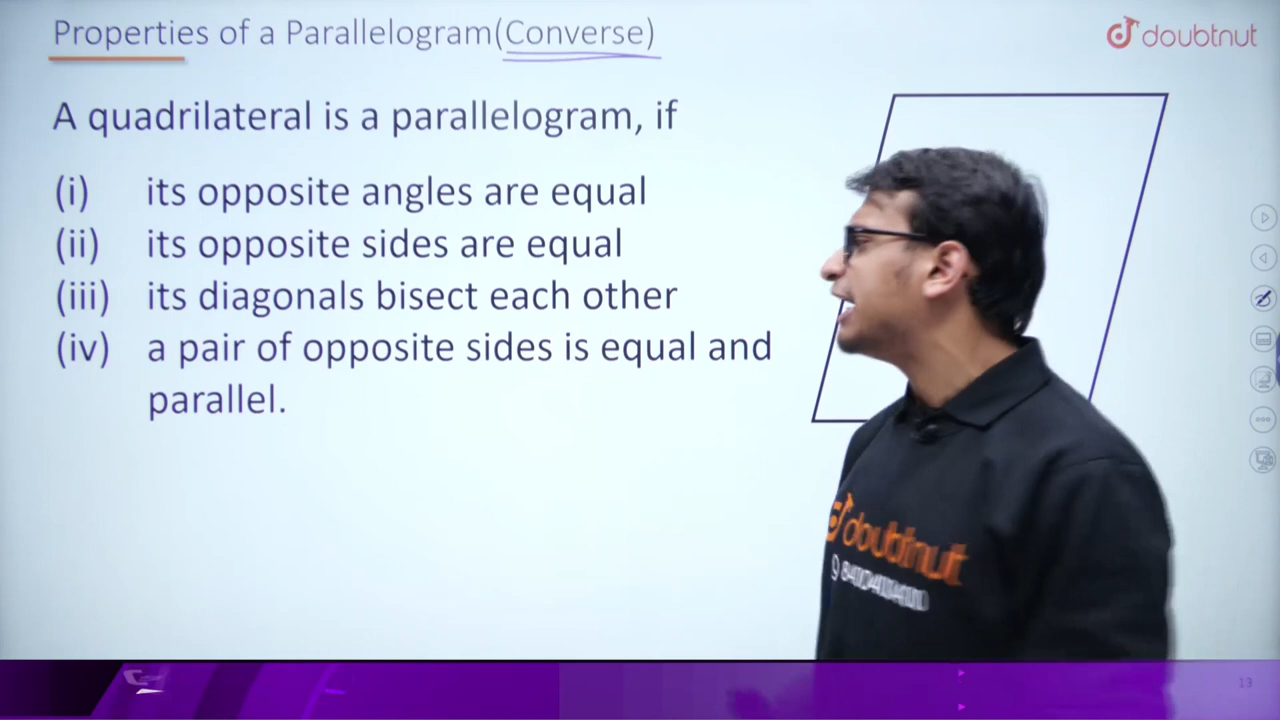 Properties of a Parallelogram(Converse)
doubtnut
A quadrilateral is a parallelogram, if
(i) its opposite angles are equal
(ii) its opposite sides are equal
(iii) its diagonals bisect each other
(iv) a pair of opposite sides is equal and
parallel.
doubtnut
13